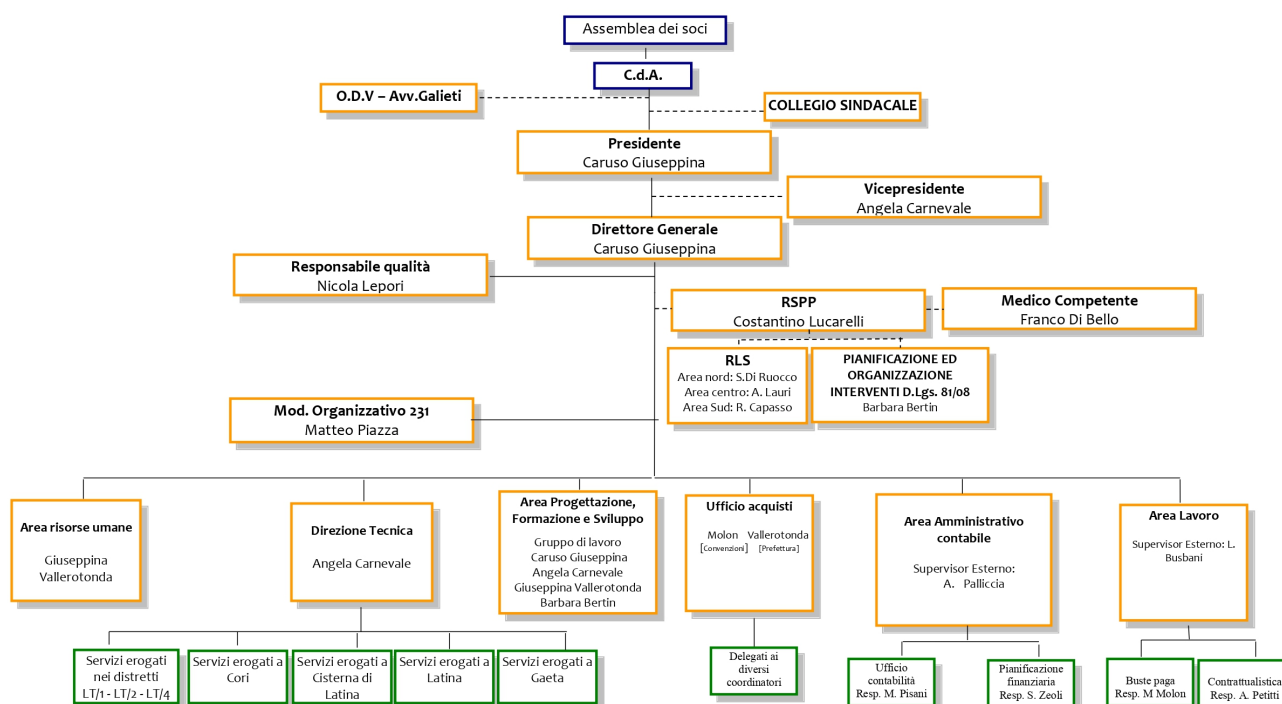 Assemblea dei soci
C.d.A.
O.D.V – Avv.Galieti
COLLEGIO SINDACALE
Presidente
Caruso Giuseppina
Vicepresidente
Angela Carnevale
Direttore Generale
Caruso Giuseppina
Responsabile qualità
Nicola Lepori
RSPP
Costantino Lucarelli
Medico Competente
Franco Di Bello
RLS
Area nord: S.Di Ruocco
Area centro: A. Lauri
Area Sud: R. Capasso
PIANIFICAZIONE ED
ORGANIZZAZIONE
INTERVENTI D.Lgs. 81/08
Barbara Bertin
Mod. Organizzativo 231
Matteo Piazza
Area risorse umane
Giuseppina
Vallerotonda
Direzione Tecnica
Angela Carnevale
Area Progettazione,
Formazione e Sviluppo
Gruppo di lavoro
Caruso Giuseppina
Angela Carnevale
Giuseppina Vallerotonda
Barbara Bertin
Ufficio acquisti
Molon Vallerotonda
[Convenzioni] [Prefettura]
Area Amministrativo
contabile
Supervisor Esterno:
A. Palliccia
Area Lavoro
Supervisor Esterno: L.
Busbani
Servizi erogati
nei distretti
LT/1 - LT/2 - LT/4
Servizi erogati a
Cori
Servizi erogati a
Cisterna di
Latina
Servizi erogati a
Latina
Servizi erogati a
Gaeta
Delegati ai
diversi
coordinatori
Ufficio
contabilità
Resp. M. Pisani
Pianificazione
finanziaria
Resp. S. Zeoli
Buste paga
Resp. M Molon
Contrattualistica
Resp. A. Petitti